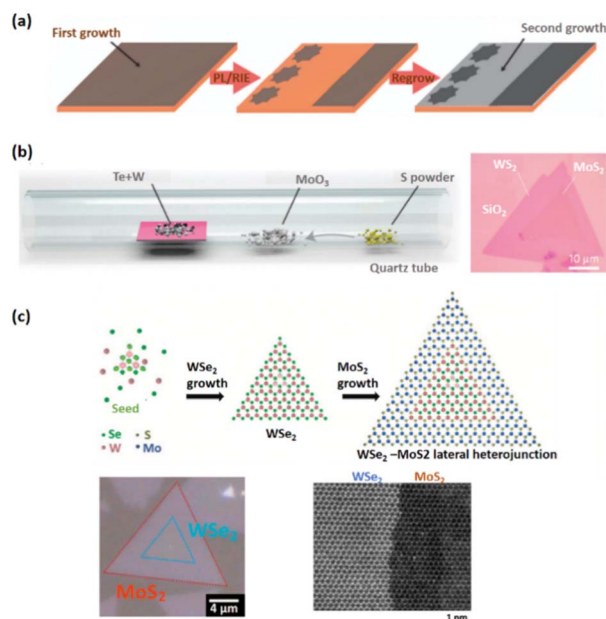 (a)
First growth
Second growth
PL/RIE
Regrow
(b)
Te+W
MoO₃
S powder
Quartz tube
WS₂
MoS₂
SiO₂
10 μm
(c)
Seed
Se
S
W
Mo
WSe₂
growth
WSe₂
MoS₂
growth
WSe₂ –MoS2 lateral heterojunction
WSe₂
MoS₂
4 μm
WSe₂
MoS₂
1 nm